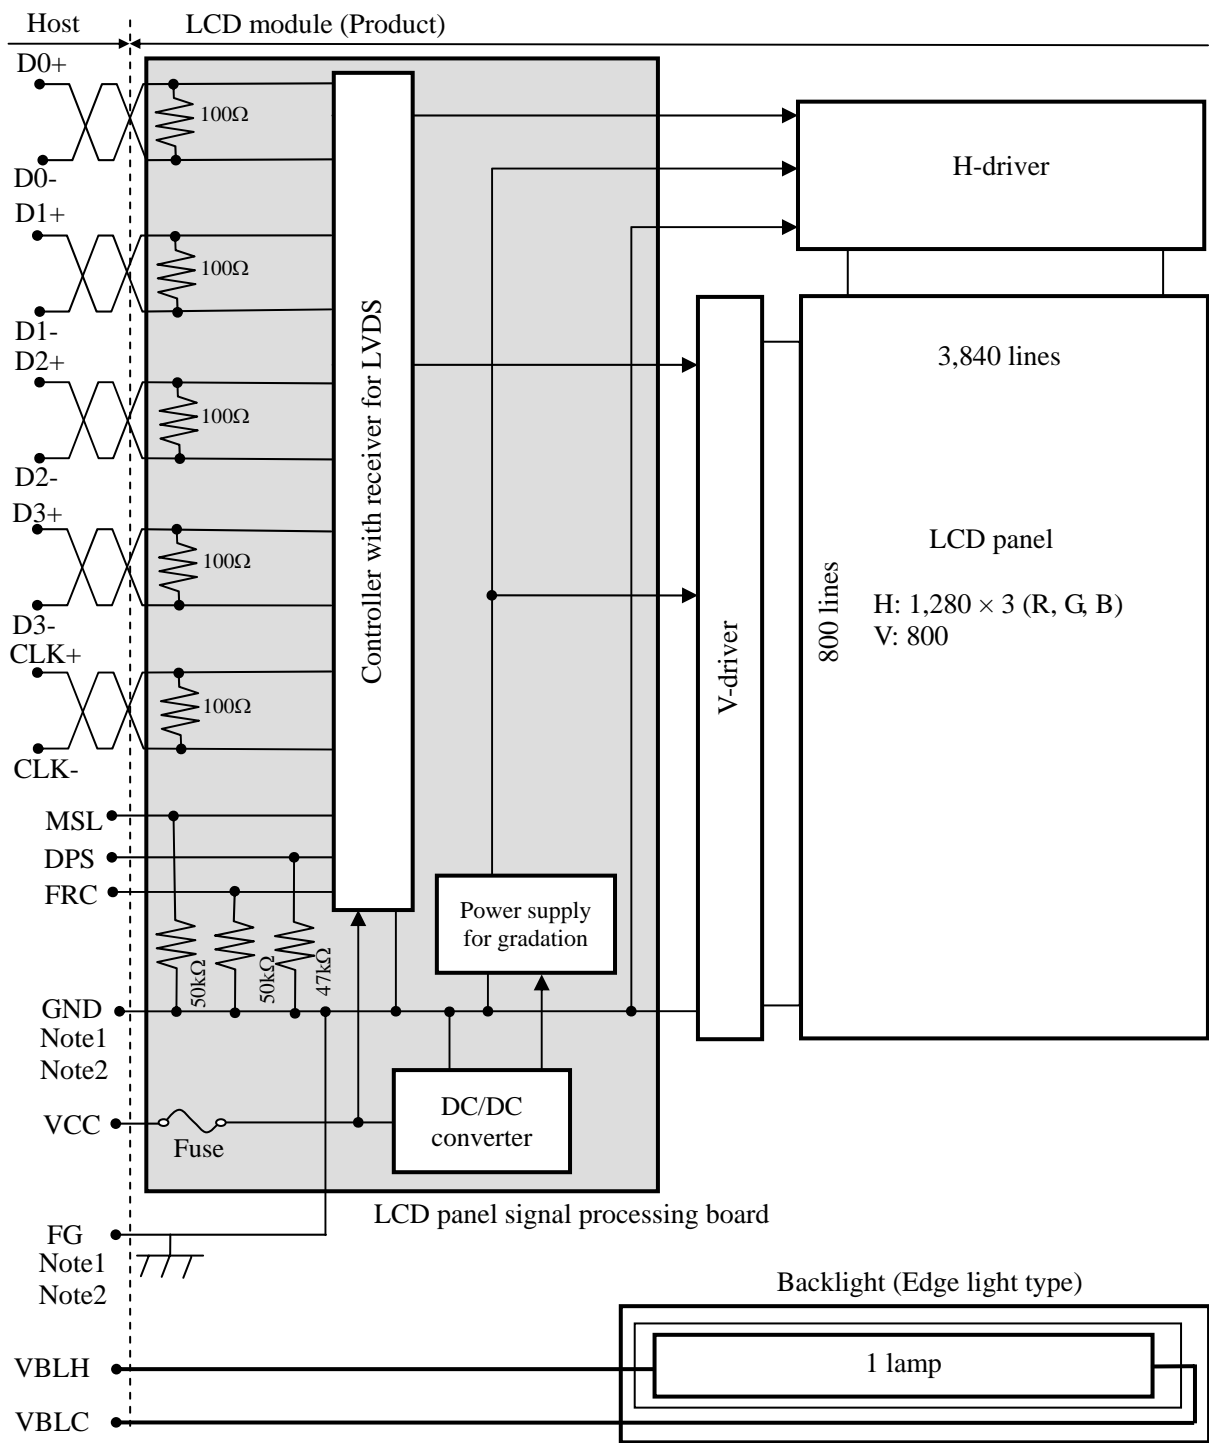 Host
LCD module (Product)
D0+
100Ω
D0-
H-driver
D1+
100Ω
D1-
D2+
100Ω
D2-
D3+
100Ω
D3-
CLK+
100Ω
CLK-
Controller with receiver for LVDS
V-driver
3,840 lines
800 lines
LCD panel
H: 1,280 × 3 (R, G, B)
V: 800
MSL
DPS
FRC
50kΩ
50kΩ
47kΩ
Power supply
for gradation
GND
Note1
Note2
VCC
Fuse
DC/DC
converter
LCD panel signal processing board
FG
Note1
Note2
Backlight (Edge light type)
VBLH
1 lamp
VBLC